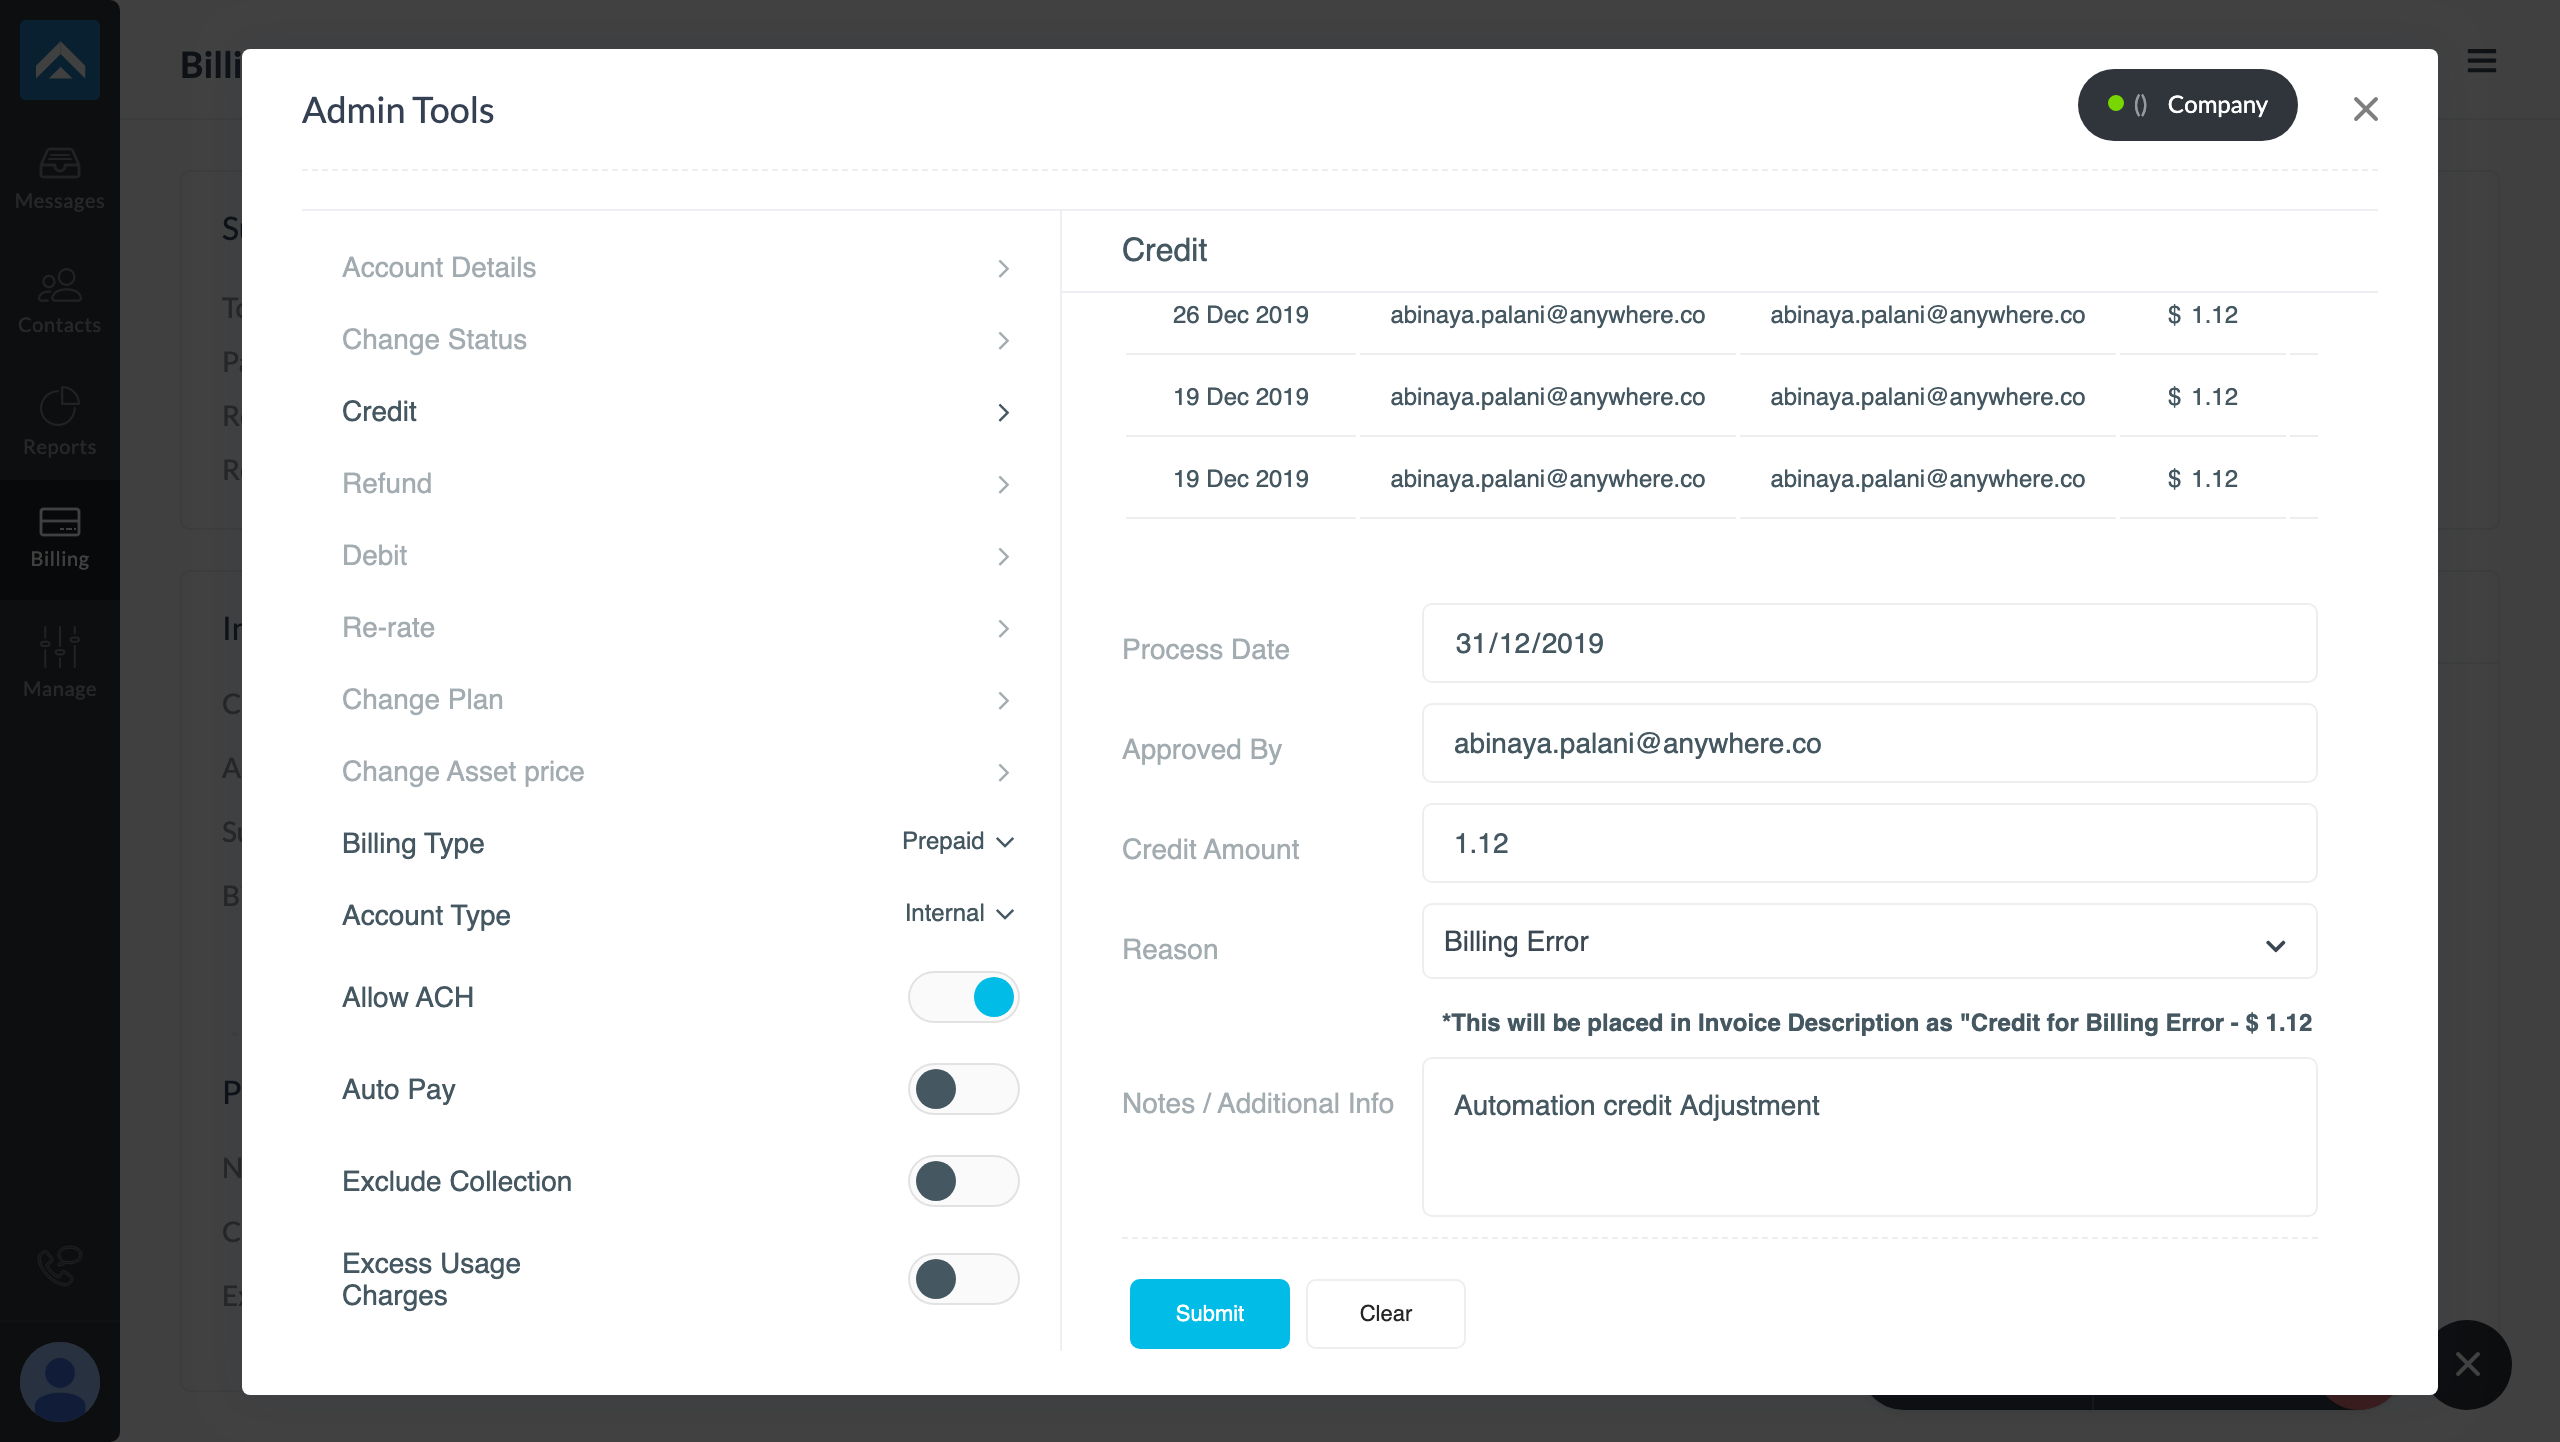 Billi
Admin Tools
() Company
Messages
Contacts
Reports
Billing
Manage
Account Details
Change Status
Credit
Refund
Debit
Re-rate
Change Plan
Change Asset price
Billing Type Prepaid
Account Type Internal
Allow ACH
Auto Pay
Exclude Collection
Excess Usage
Charges
Credit
26 Dec 2019 abinaya.palani@anywhere.co abinaya.palani@anywhere.co $ 1.12
19 Dec 2019 abinaya.palani@anywhere.co abinaya.palani@anywhere.co $ 1.12
19 Dec 2019 abinaya.palani@anywhere.co abinaya.palani@anywhere.co $ 1.12
Process Date 31/12/2019
Approved By abinaya.palani@anywhere.co
Credit Amount 1.12
Reason Billing Error
*This will be placed in Invoice Description as "Credit for Billing Error - $ 1.12
Notes / Additional Info Automation credit Adjustment
Submit Clear